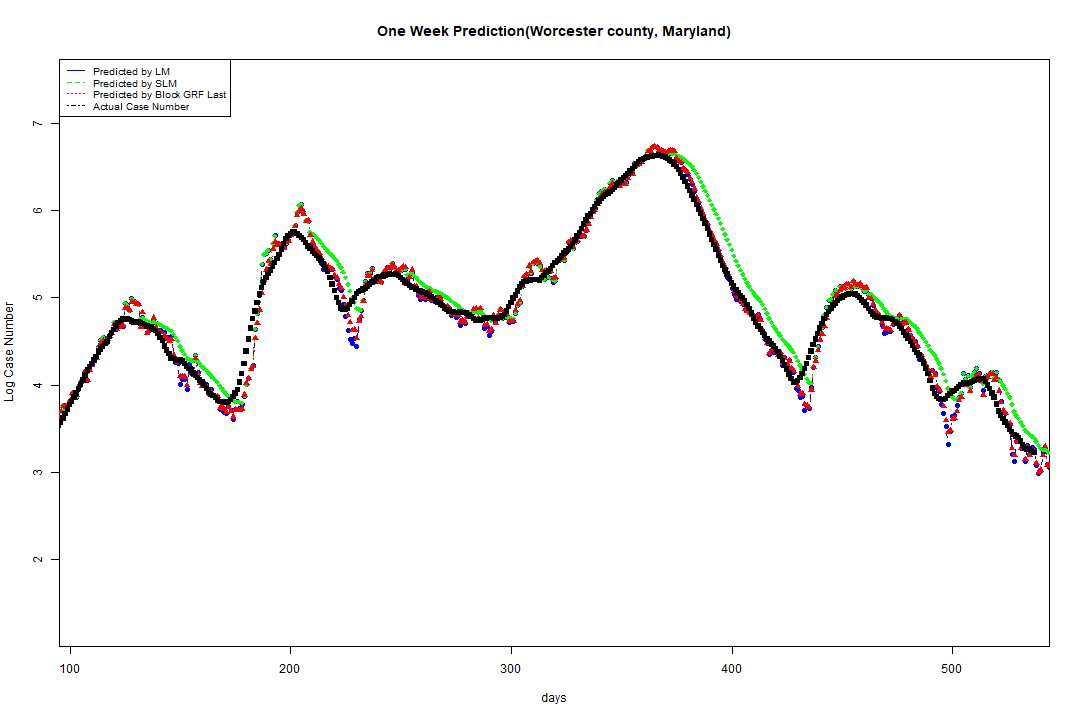 One Week Prediction(Worcester county, Maryland)
Predicted by LM
Predicted by SLM
Predicted by Block GRF Last
Actual Case Number
Log Case Number
7
6
5
4
3
2
100 200 300 400 500
days